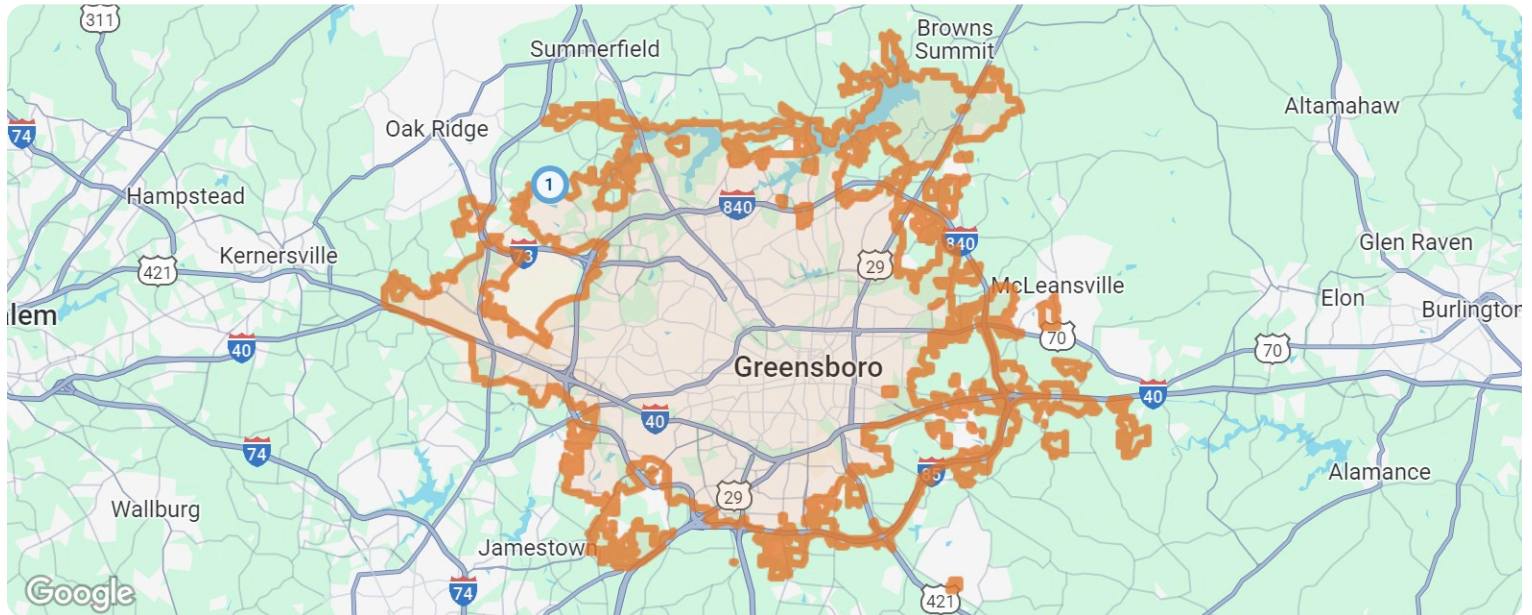 311
Summerfield
Browns
Summit
Altamahaw
74
Oak Ridge
1
Hampstead
840
Glen Raven
840
73
29
421
Kernersville
McLeansville
Elon
Burlington
lem
40
70
70
Greensboro
40
40
74
85
Alamance
29
Wallburg
Jamestown
74
421
Google